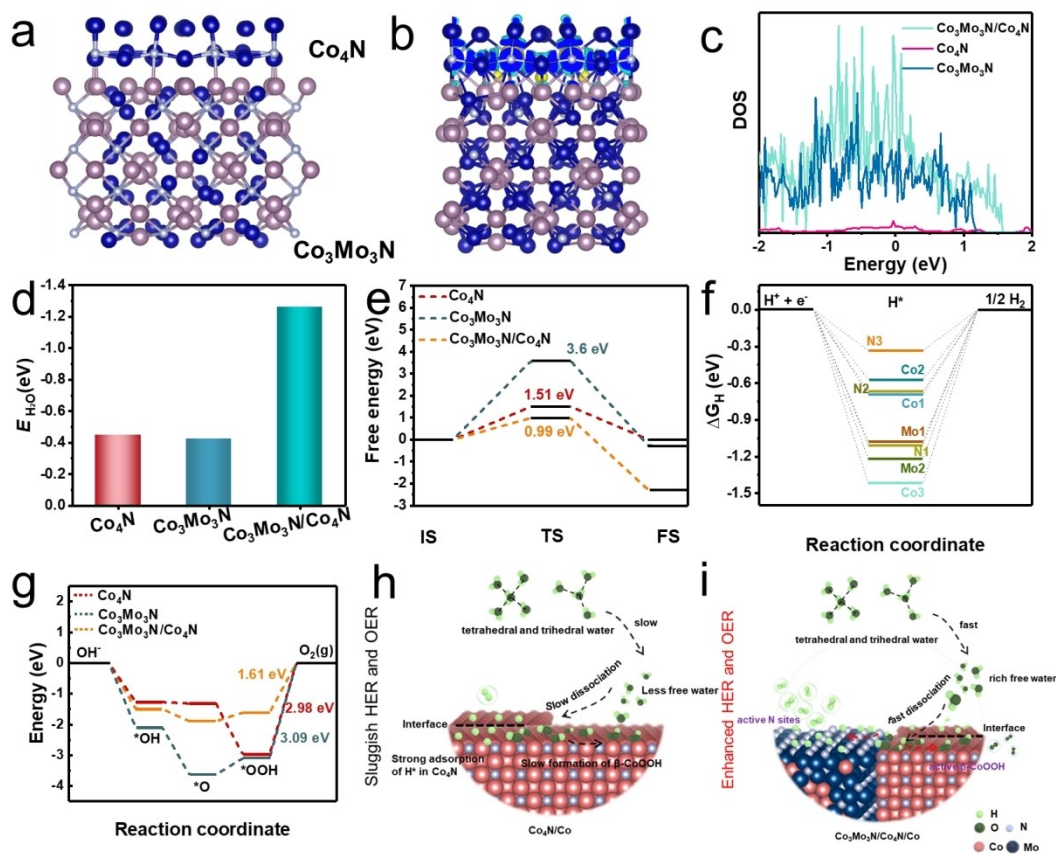 a
Co₄N
Co₃Mo₃N
b
c
Co₃Mo₃N/Co₄N
Co₄N
Co₃Mo₃N
DOS
-2
-1
0
1
2
Energy (eV)
d
-1.4
-1.2
-1.0
-0.8
-0.6
-0.4
-0.2
0.0
E H₂O(eV)
Co₄N
Co₃Mo₃N
Co₃Mo₃N/Co₄N
e
7
6
5
4
3
2
1
0
-1
-2
-3
Free energy (eV)
Co₄N
Co₃Mo₃N
Co₃Mo₃N/Co₄N
3.6 eV
1.51 eV
0.99 eV
IS
TS
FS
f
0.0
-0.3
-0.6
-0.9
-1.2
-1.5
ΔG_H (eV)
H⁺ + e⁻
H*
1/2 H₂
N3
Co2
N2
Co1
Mo1
N1
Mo2
Co3
Reaction coordinate
g
2
1
0
-1
-2
-3
-4
Energy (eV)
Co₄N
Co₃Mo₃N
Co₃Mo₃N/Co₄N
OH⁻
O₂(g)
1.61 eV
2.98 eV
3.09 eV
*OH
*O
*OOH
Reaction coordinate
h
Sluggish HER and OER
tetrahedral and trihedral water
slow
Slow dissociation
Less free water
Interface
Strong adsorption
of H* in Co₄N
Slow formation of β-CoOOH
Co₄N/Co
i
Enhanced HER and OER
tetrahedral and trihedral water
fast
fast dissociation
rich free water
active N sites
Interface
active β-CoOOH
Co₃Mo₃N/Co₄N/Co
H
O
N
Co
Mo